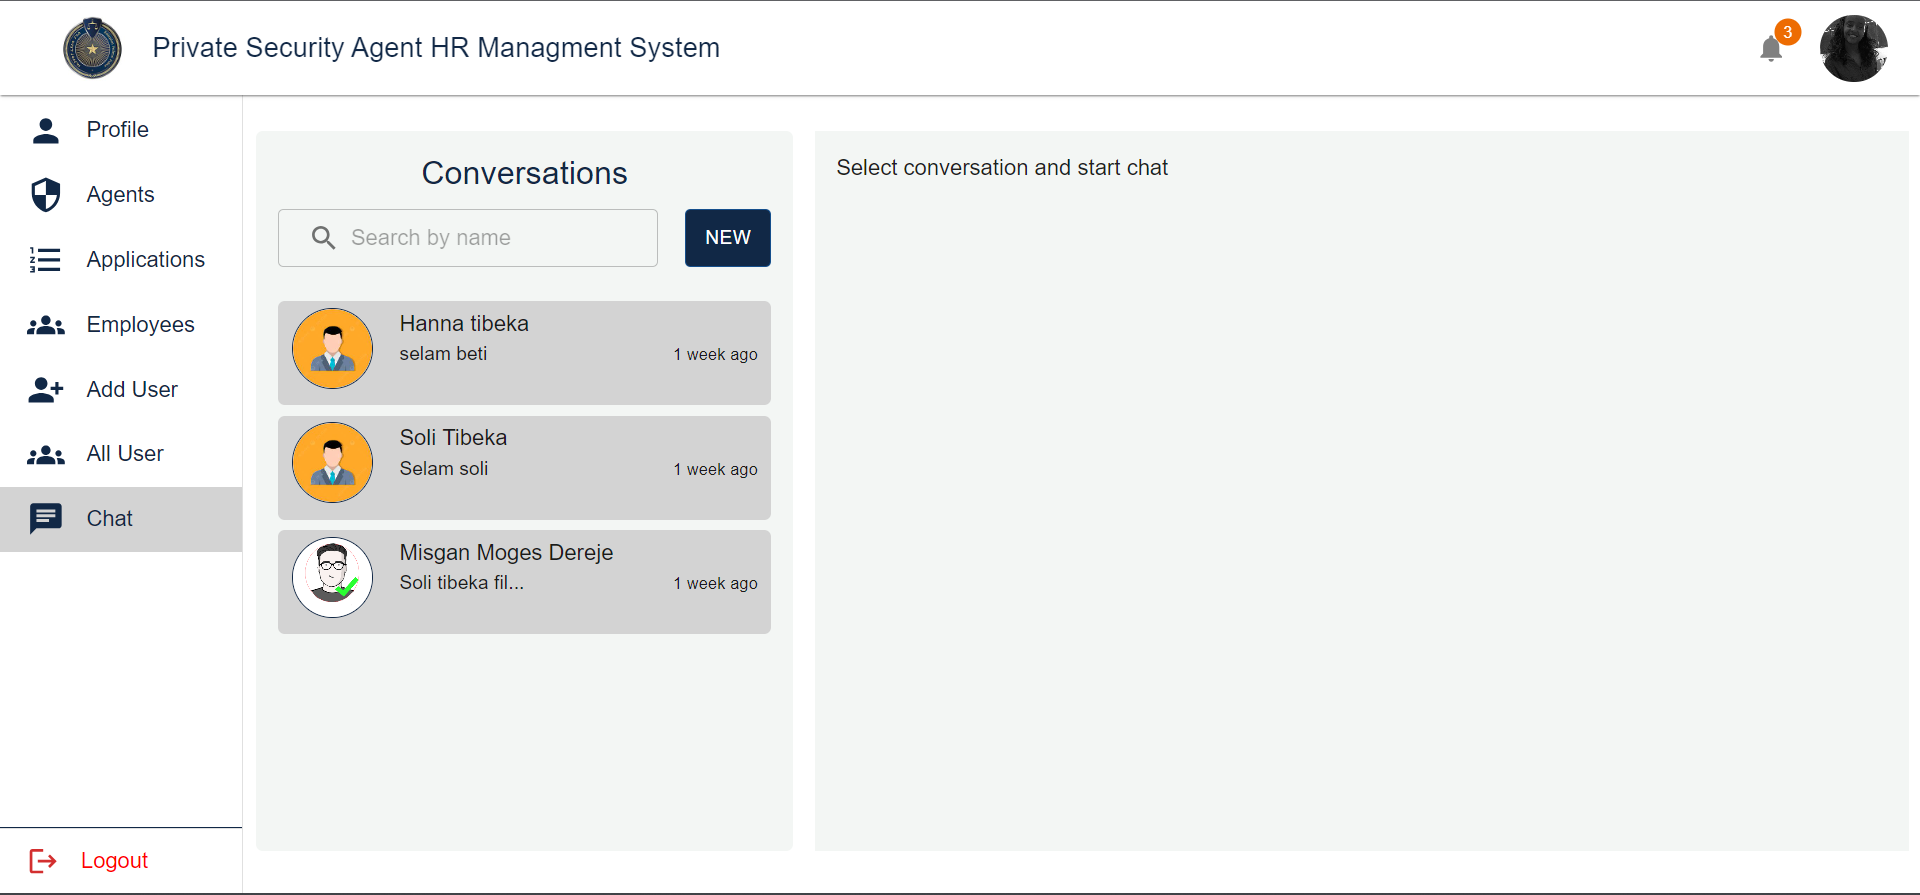 Private Security Agent HR Managment System
3
Profile
Agents
Applications
Employees
Add User
All User
Chat
Logout
Conversations
Search by name
NEW
Hanna tibeka
selam beti
1 week ago
Soli Tibeka
Selam soli
1 week ago
Misgan Moges Dereje
Soli tibeka fil...
1 week ago
Select conversation and start chat